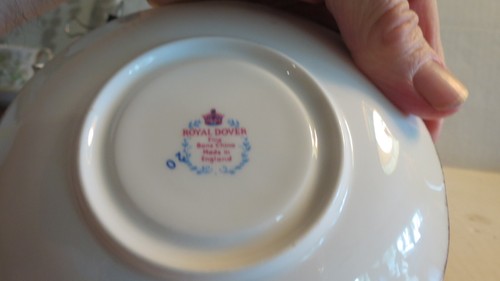 ROYAL DOVER
Fine
Bone China
Made in
England